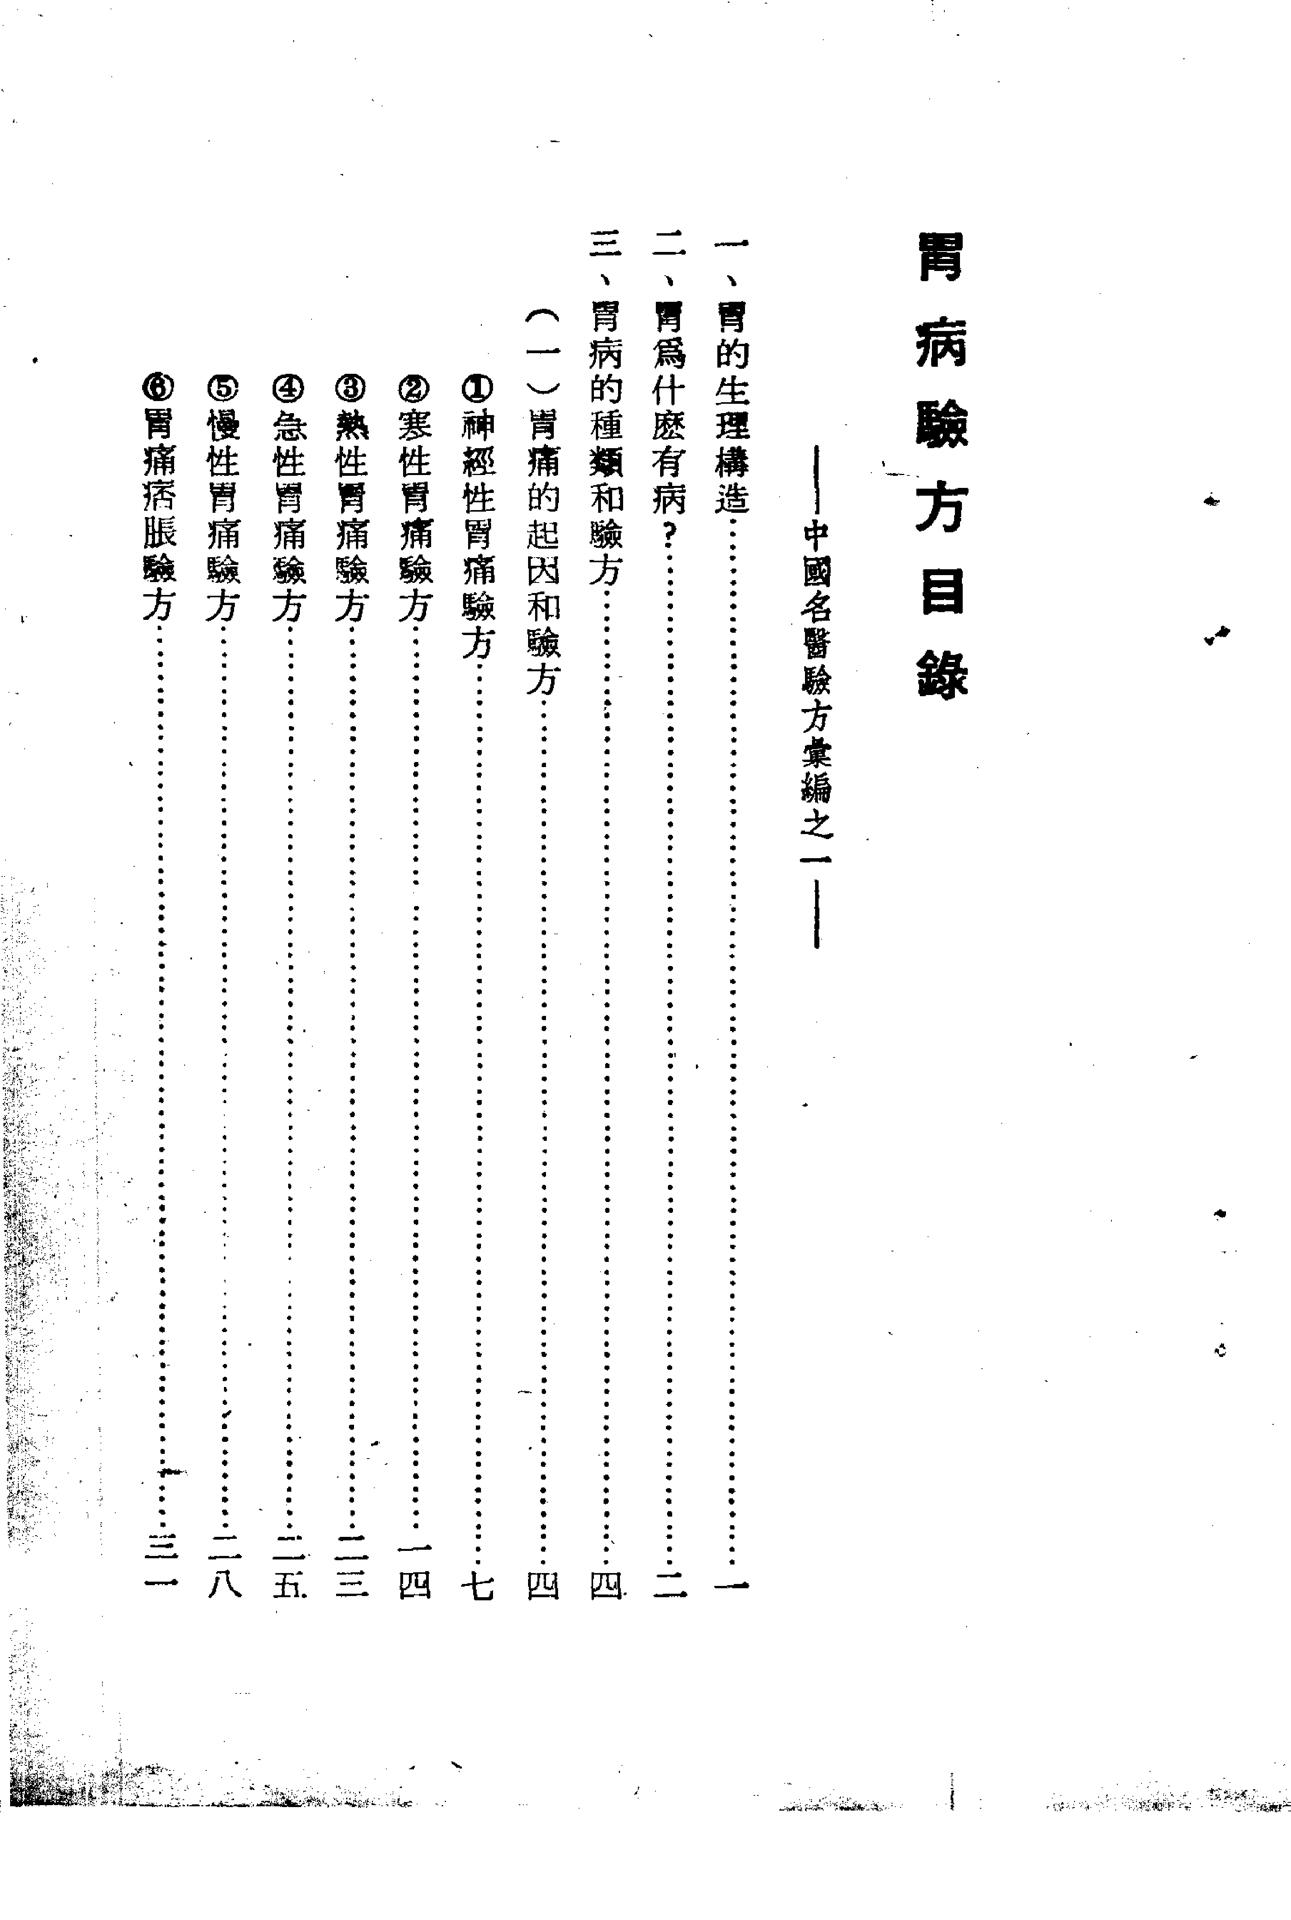 胃病驗方目錄
——中國名醫驗方彙編之一——
一、胃的生理構造……一
二、胃爲什麽有病？……二
三、胃病的種類和驗方……四
（一）胃痛的起因和驗方……四
①神經性胃痛驗方……七
②寒性胃痛驗方……一四
③熱性胃痛驗方……二三
④急性胃痛驗方……二五
⑤慢性胃痛驗方……二八
⑥胃痛痞脹驗方……三一